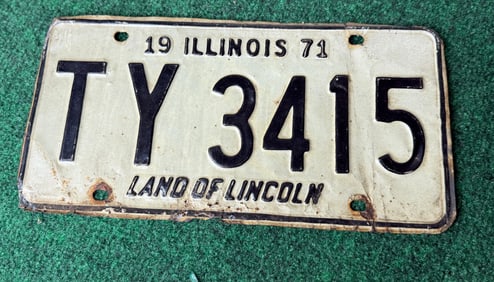 19 ILLINOIS 71
TY 3415
LAND OF LINCOLN